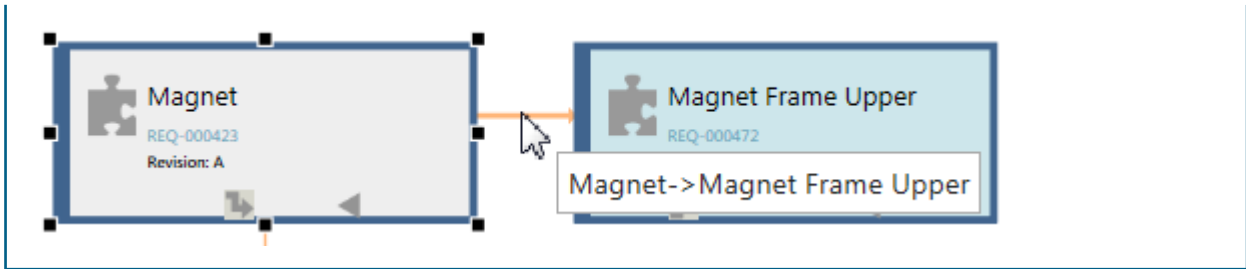 Magnet
REQ-000423
Revision: A
Magnet Frame Upper
REQ-000472
Magnet->Magnet Frame Upper